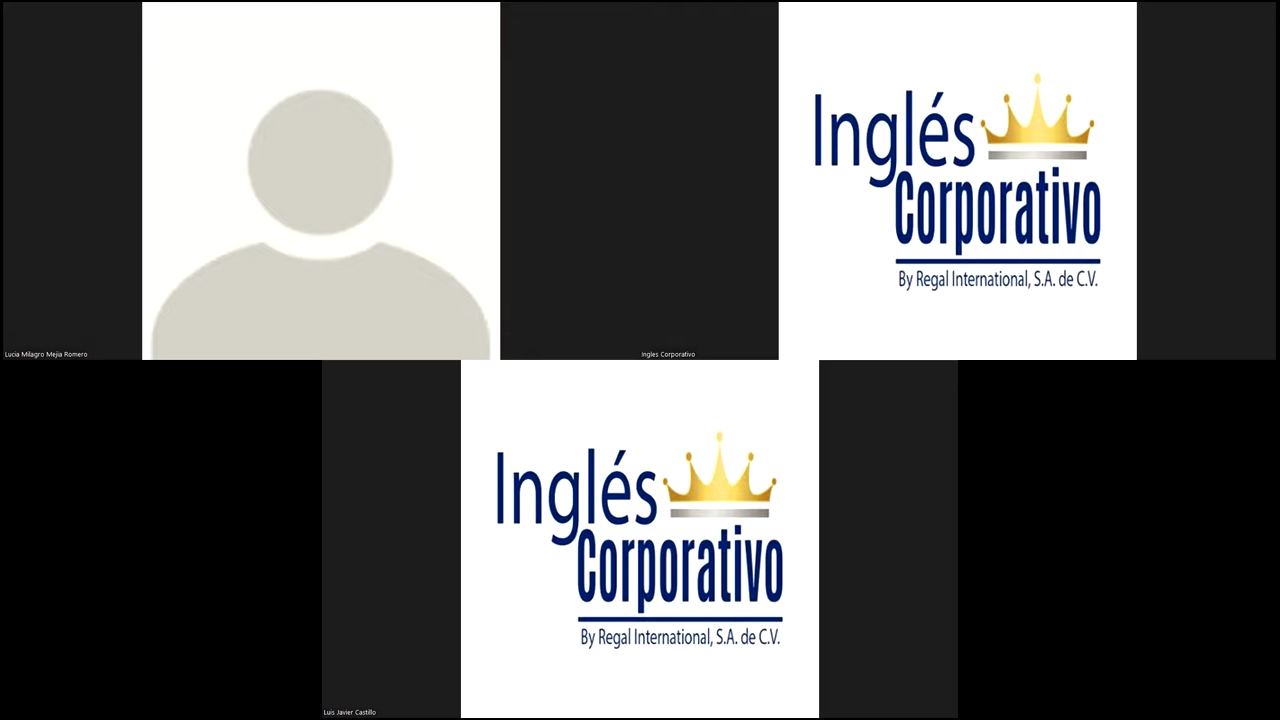 Inglés
Corporativo
By Regal International, S.A. de C.V.
Lucia Milagro Mejia Romero
Ingles Corporativo
Inglés
Corporativo
By Regal International, S.A. de C.V.
Luis Javier Castillo